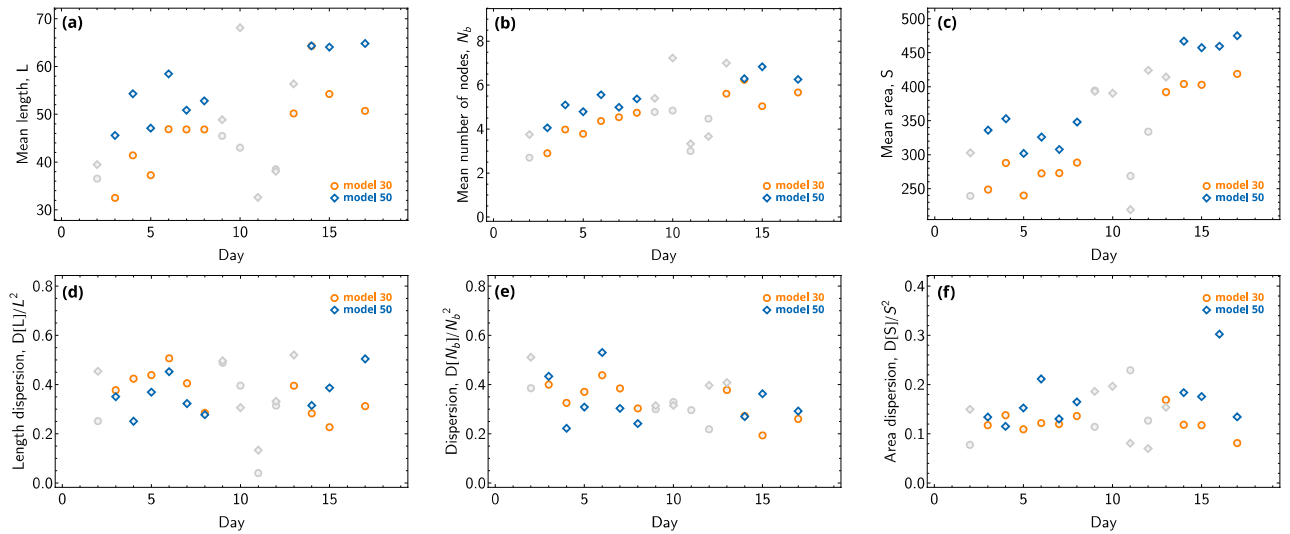 (a)
Mean length, L
70
60
50
40
30
0 5 10 15
Day
model 30
model 50
(b)
Mean number of nodes, N_b
8
6
4
2
0
0 5 10 15
Day
model 30
model 50
(c)
Mean area, S
500
450
400
350
300
250
0 5 10 15
Day
model 30
model 50
(d)
Length dispersion, D[L]/L²
0.8
0.6
0.4
0.2
0.0
0 5 10 15
Day
model 30
model 50
(e)
Dispersion, D[N_b]/N_b²
0.8
0.6
0.4
0.2
0.0
0 5 10 15
Day
model 30
model 50
(f)
Area dispersion, D[S]/S²
0.4
0.3
0.2
0.1
0.0
0 5 10 15
Day
model 30
model 50